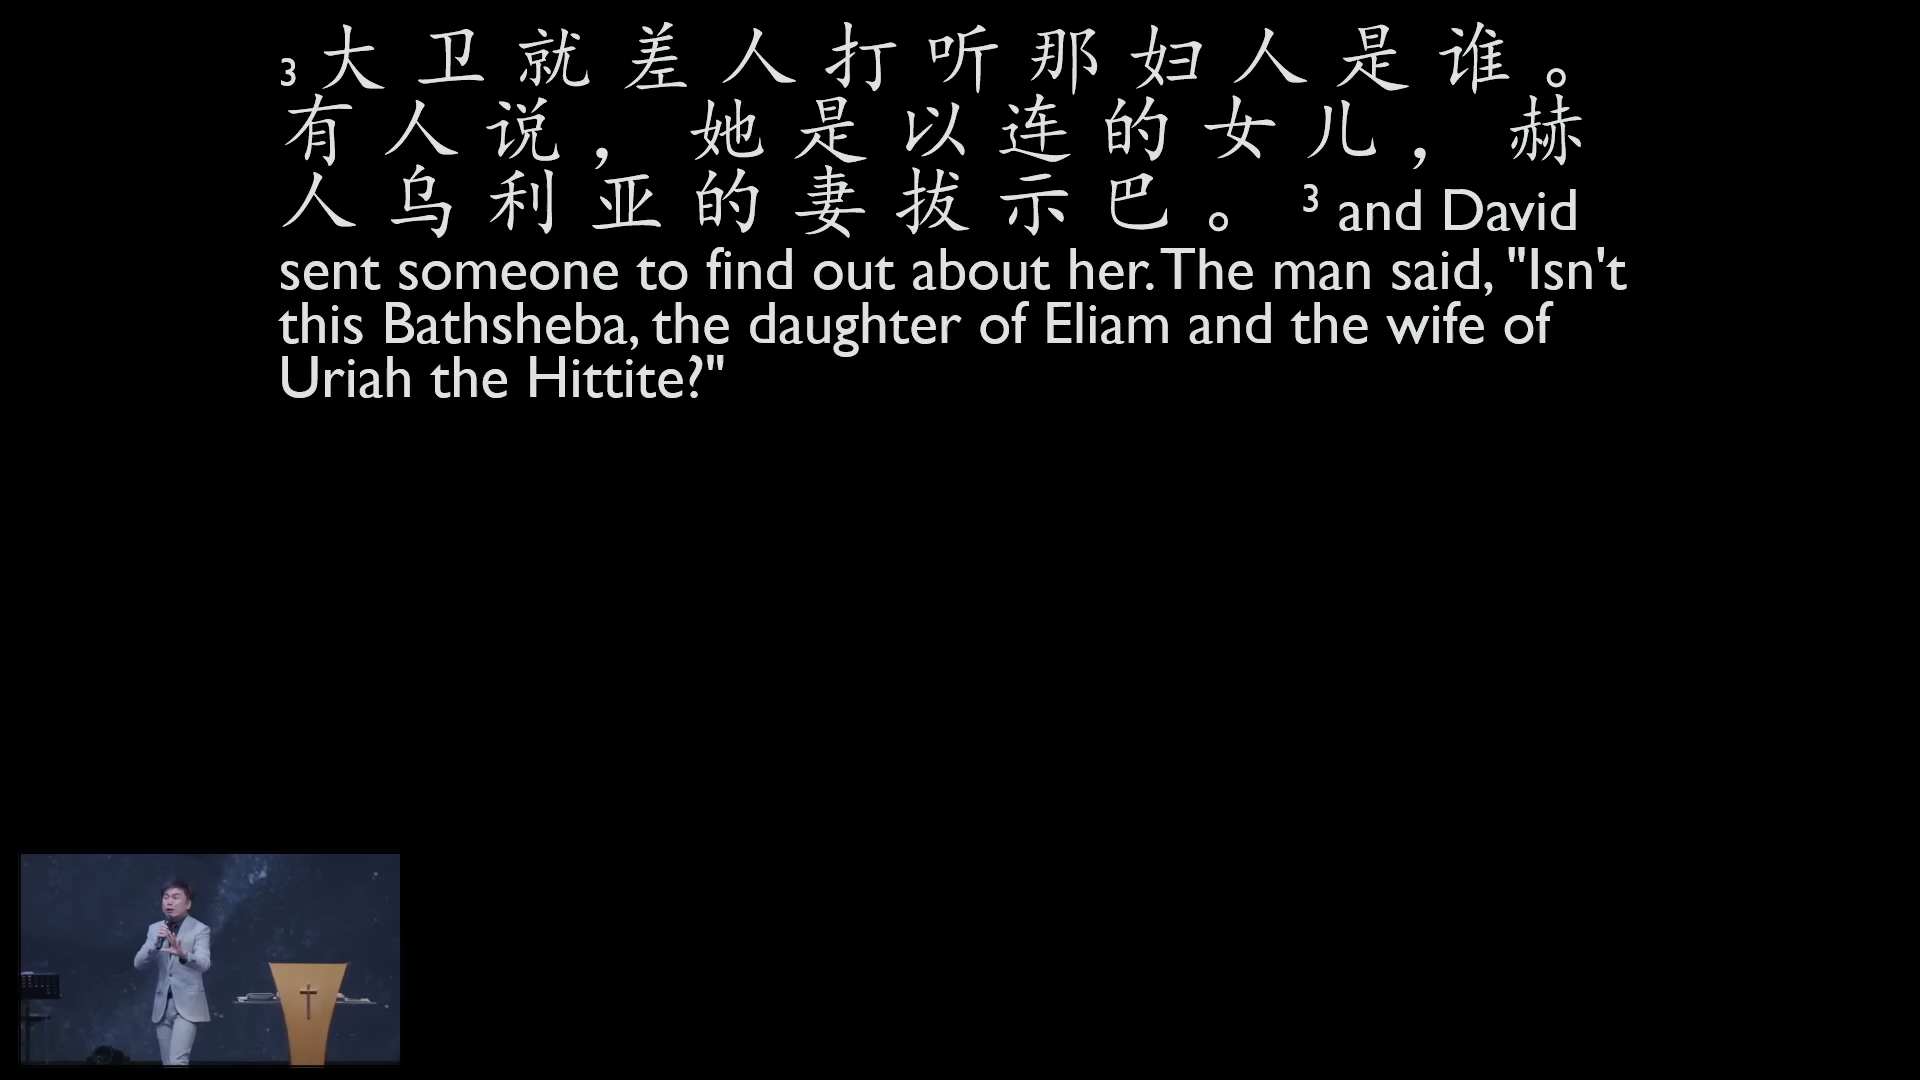 3 大卫就差人打听那妇人是谁。
有人说，她是以连的女儿，赫
人乌利亚的妻拔示巴。 3 and David
sent someone to find out about her. The man said, "Isn't
this Bathsheba, the daughter of Eliam and the wife of
Uriah the Hittite?"